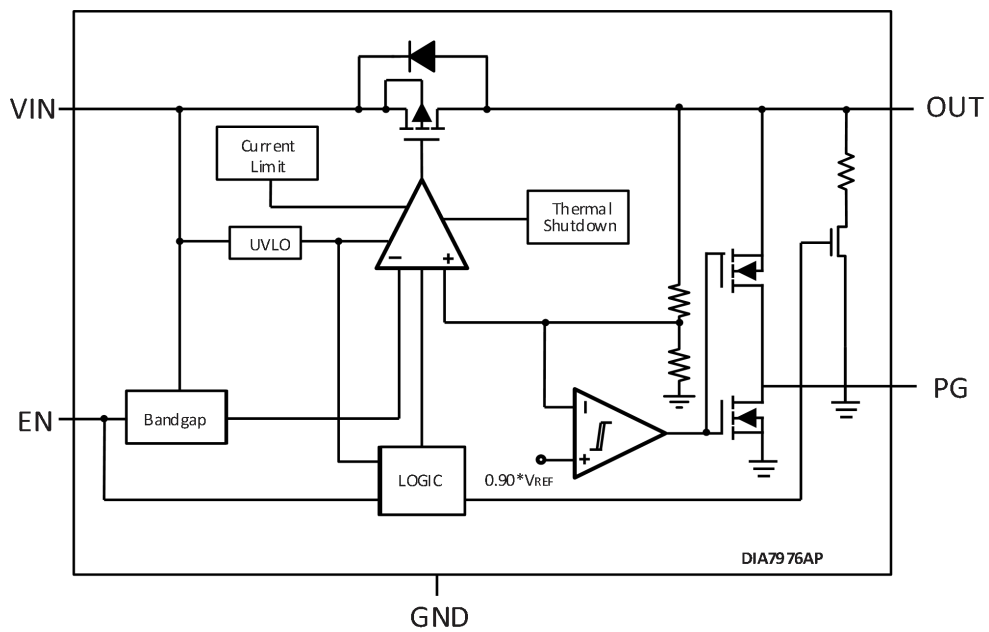 VIN
OUT
Current
Limit
Thermal
Shutdown
UVLO
−
+
PG
EN
Bandgap
LOGIC
+
0.90*VREF
DIA7976AP
GND